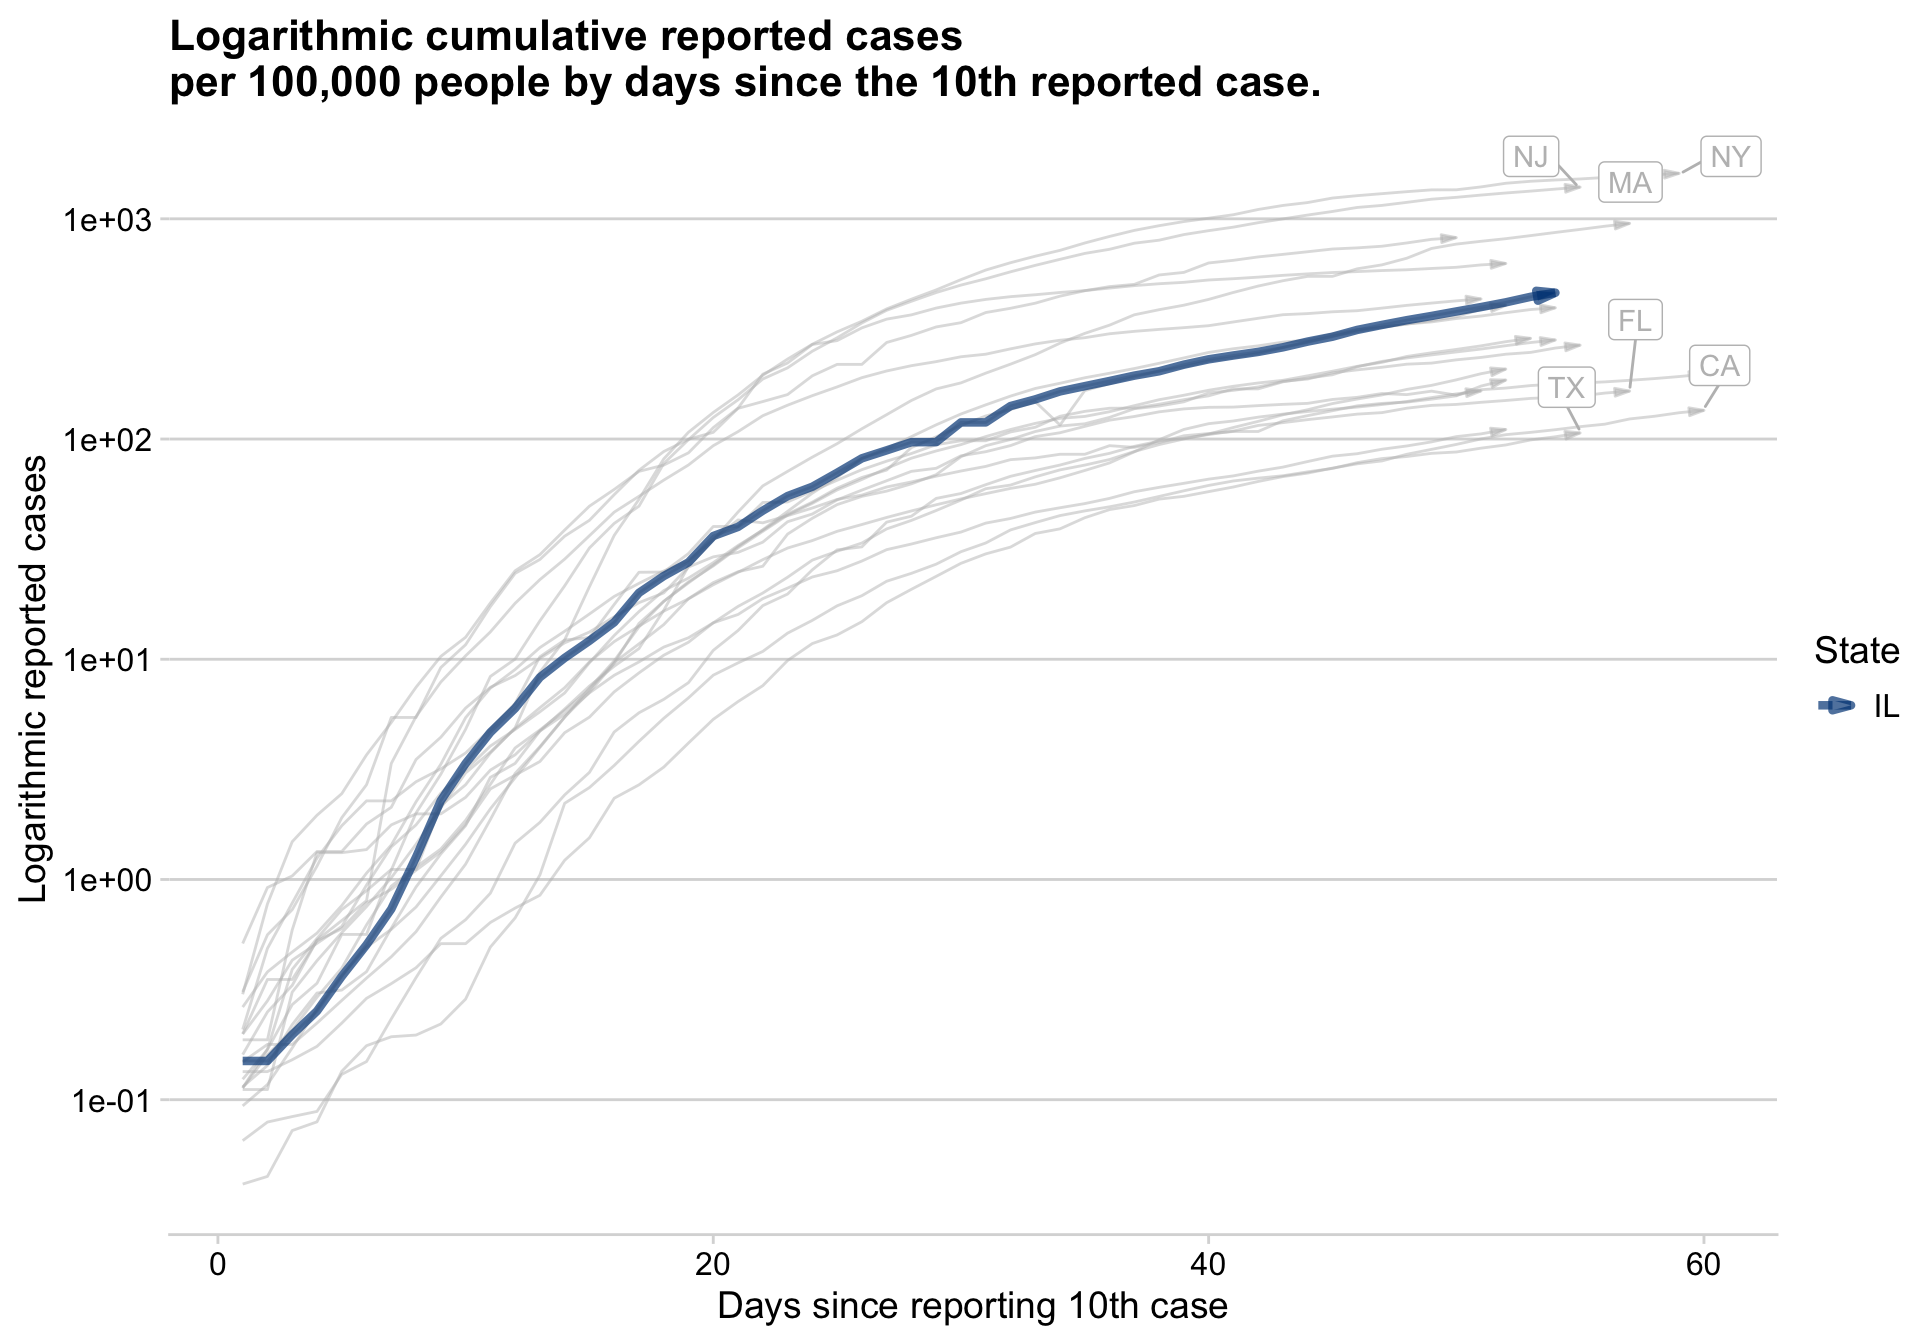 Logarithmic cumulative reported cases
per 100,000 people by days since the 10th reported case.
NJ
NY
MA
1e+03
FL
CA
TX
1e+02
1e+01
1e+00
1e-01
Logarithmic reported cases
State
IL
0
20
40
60
Days since reporting 10th case